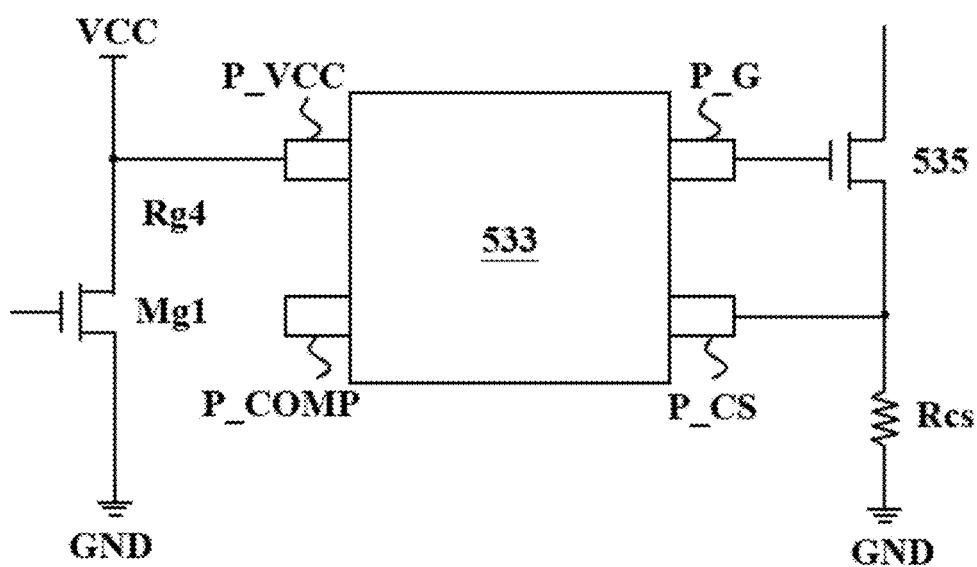 VCC
P_VCC
P_G
535
Rg4
533
Mg1
P_COMP
P_CS
Rcs
GND
GND